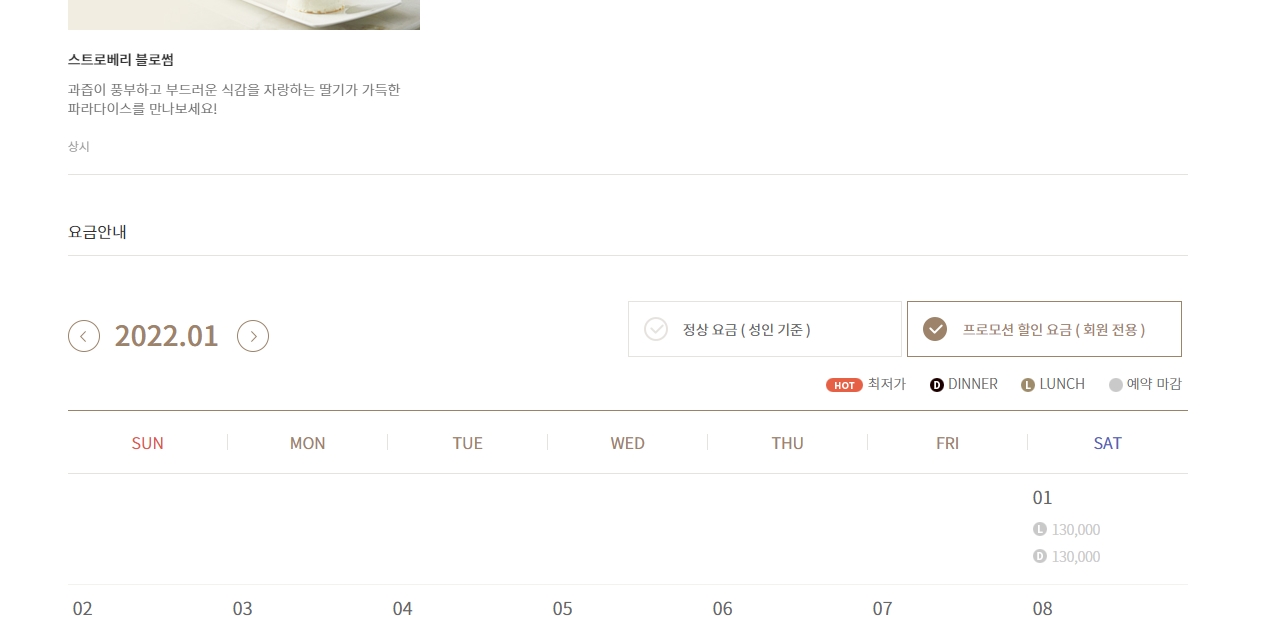 스트로베리 블로썸
과즙이 풍부하고 부드러운 식감을 자랑하는 딸기가 가득한
파라다이스를 만나보세요!
상시
요금안내
2022.01
정상 요금 ( 성인 기준 )
프로모션 할인 요금 ( 회원 전용 )
HOT 최저가 D DINNER L LUNCH 예약 마감
SUN MON TUE WED THU FRI SAT
01
L 130,000
D 130,000
02 03 04 05 06 07 08